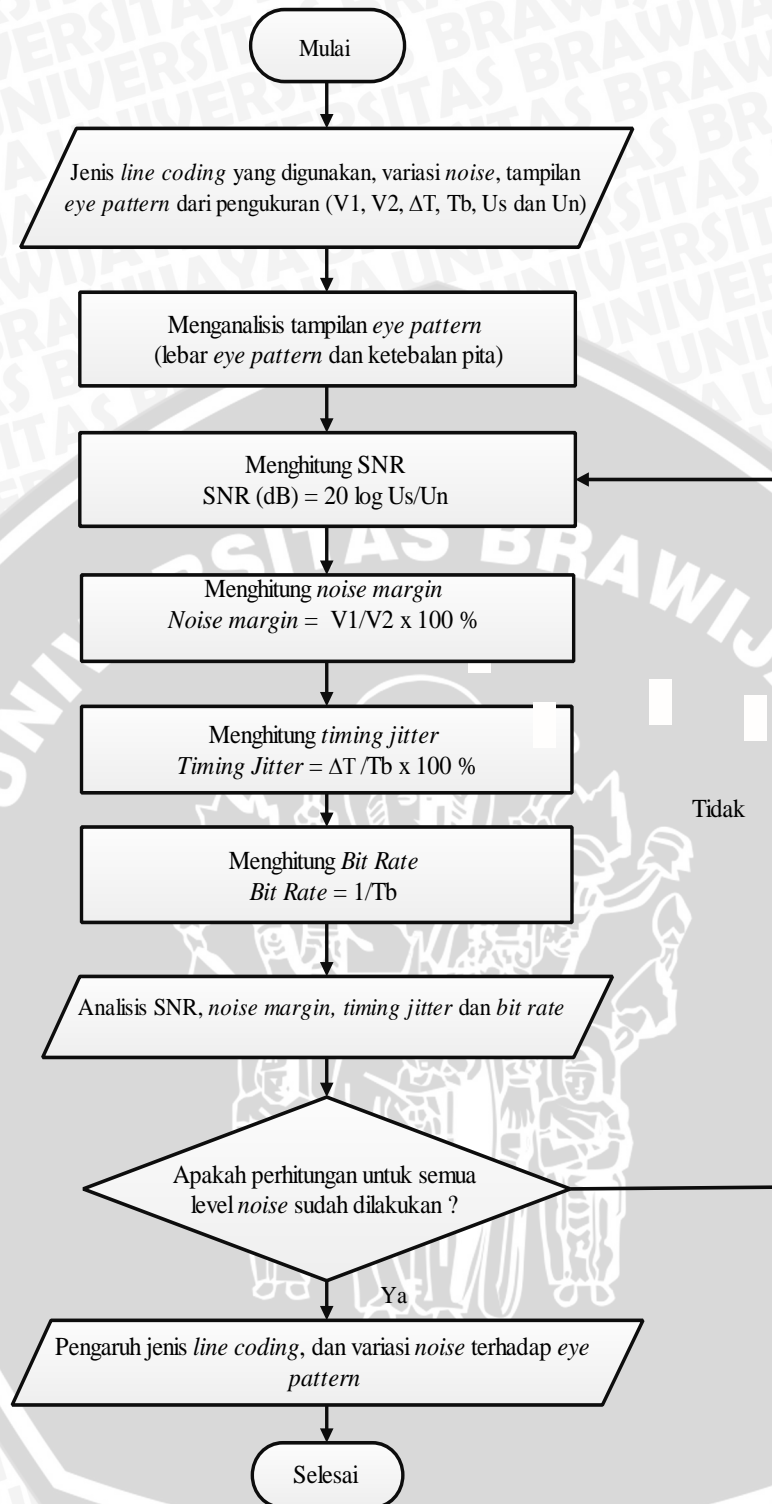 Mulai
Jenis line coding yang digunakan, variasi noise, tampilan
eye pattern dari pengukuran (V1, V2, ΔT, Tb, Us dan Un)
Menganalisis tampilan eye pattern
(lebar eye pattern dan ketebalan pita)
Menghitung SNR
SNR (dB) = 20 log Us/Un
Menghitung noise margin
Noise margin = V1/V2 x 100 %
Menghitung timing jitter
Timing Jitter = ΔT /Tb x 100 %
Tidak
Menghitung Bit Rate
Bit Rate = 1/Tb
Analisis SNR, noise margin, timing jitter dan bit rate
Apakah perhitungan untuk semua
level noise sudah dilakukan ?
Ya
Pengaruh jenis line coding, dan variasi noise terhadap eye
pattern
Selesai